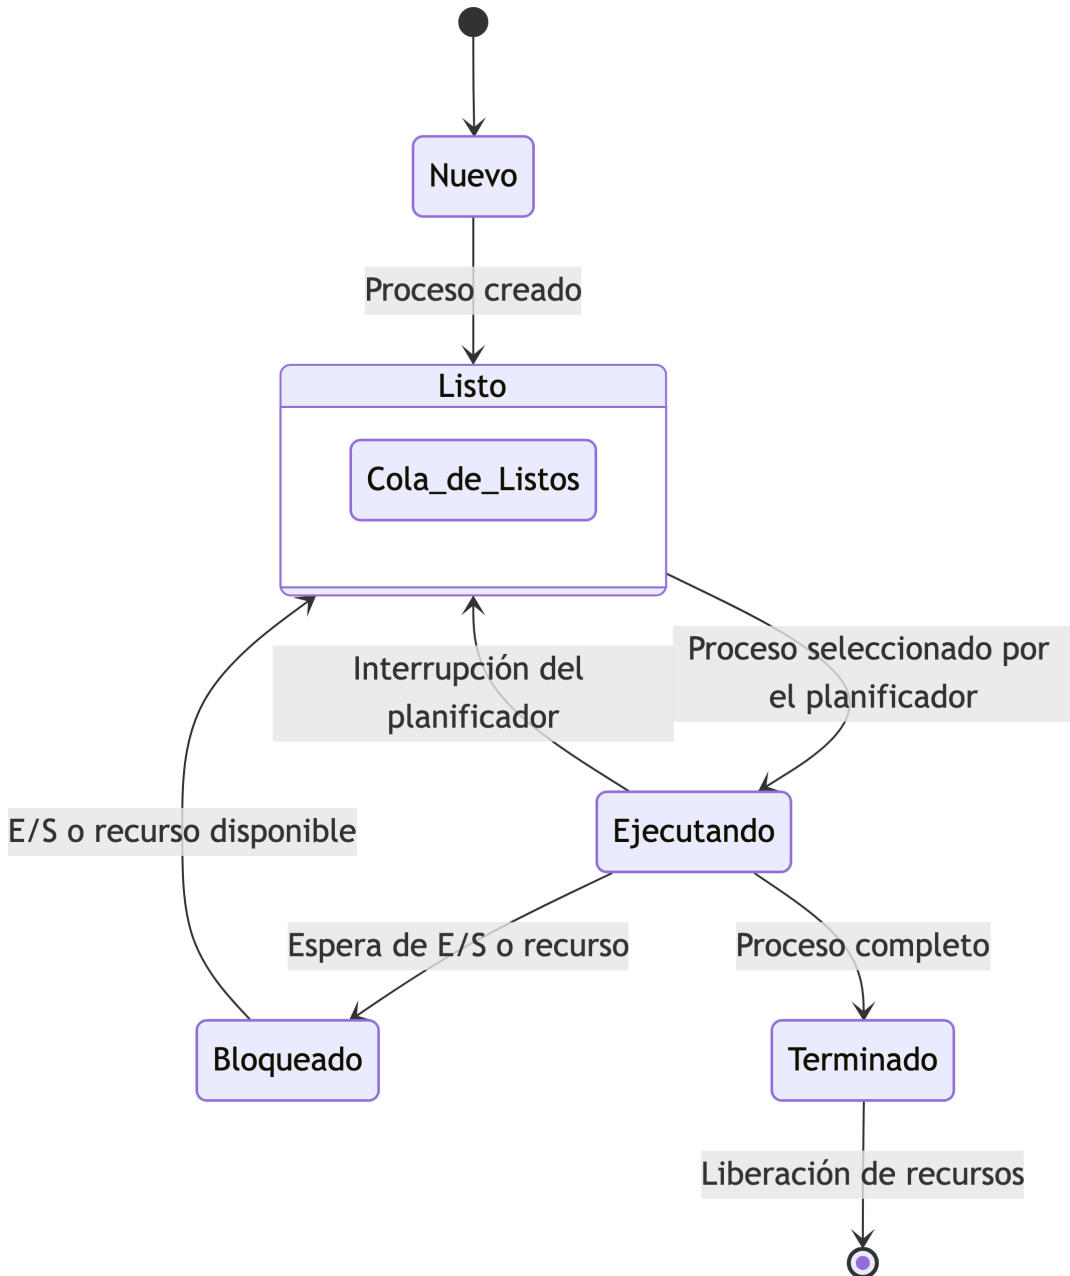 Nuevo
Proceso creado
Listo
Cola_de_Listos
Interrupción del
planificador
Proceso seleccionado por
el planificador
E/S o recurso disponible
Ejecutando
Espera de E/S o recurso
Proceso completo
Bloqueado
Terminado
Liberación de recursos